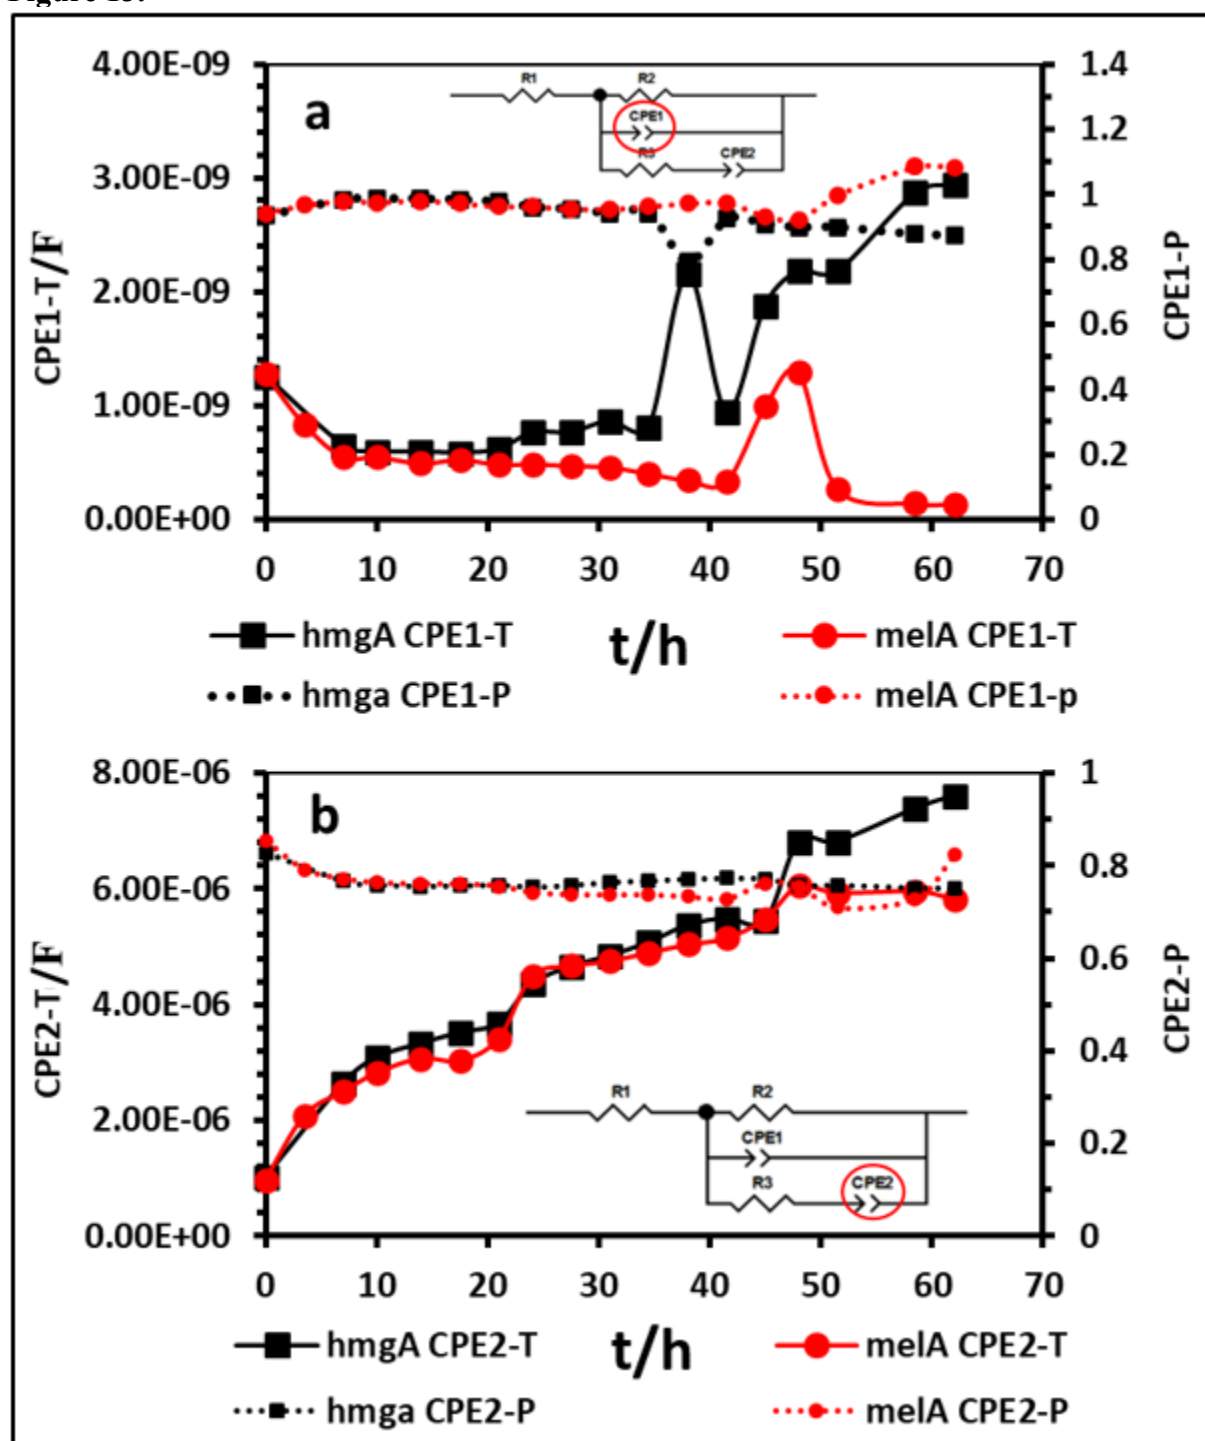 4.00E-09
3.00E-09
2.00E-09
1.00E-09
0.00E+00
CPE1-T/F
a
R1
R2
CPE1
R3
CPE2
1.4
1.2
1
0.8
0.6
0.4
0.2
0
CPE1-P
0 10 20 30 40 50 60 70
t/h
hmgA CPE1-T
melA CPE1-T
hmga CPE1-P
melA CPE1-p
8.00E-06
6.00E-06
4.00E-06
2.00E-06
0.00E+00
CPE2-T/F
b
R1
R2
CPE1
R3
CPE2
1
0.8
0.6
0.4
0.2
0
CPE2-P
0 10 20 30 40 50 60 70
t/h
hmgA CPE2-T
melA CPE2-T
hmga CPE2-P
melA CPE2-P